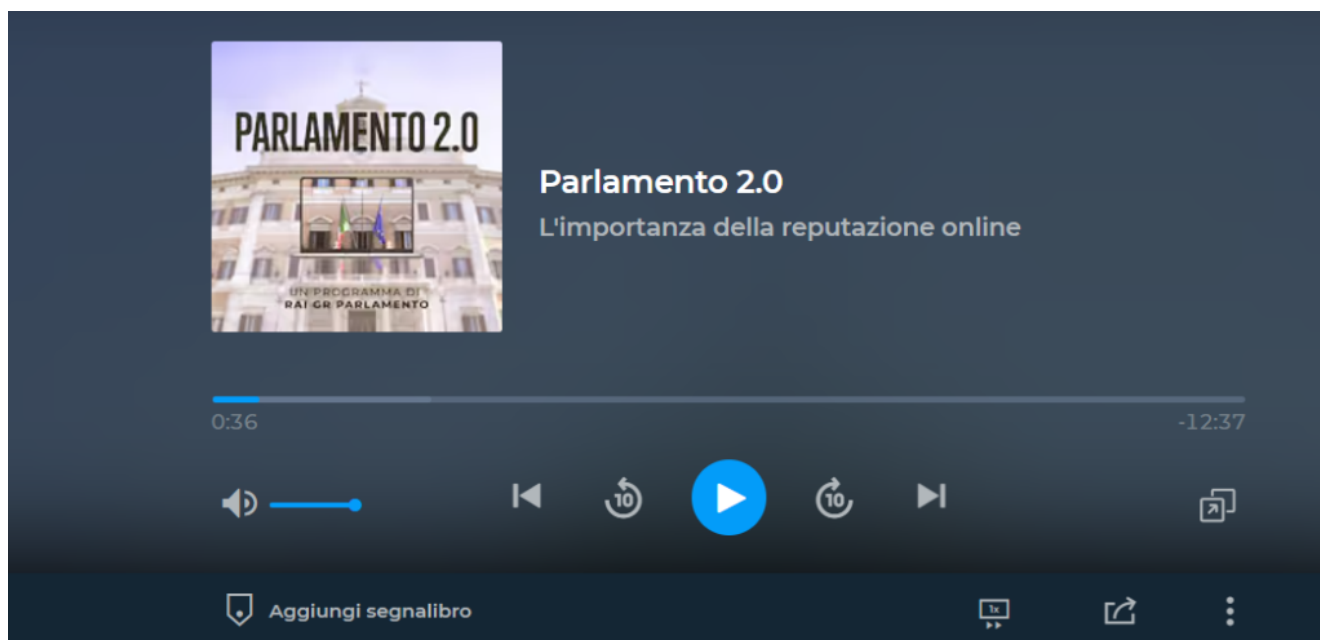 PARLAMENTO 2.0
UN PROGRAMMA DI
RAI GR PARLAMENTO
Parlamento 2.0
L'importanza della reputazione online
0:36
-12:37
10
10
Aggiungi segnalibro
1x